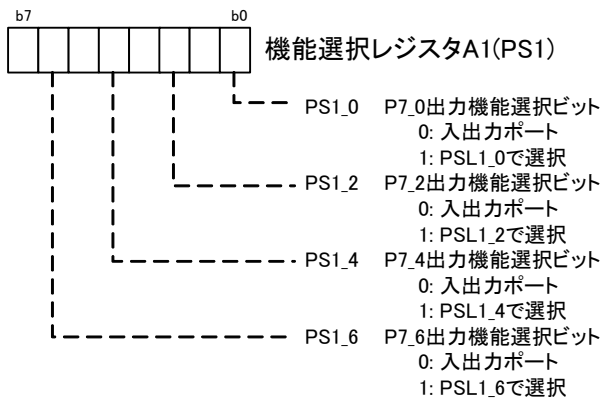 b7 b0
機能選択レジスタA1(PS1)
PS1_0 P7_0出力機能選択ビット
0: 入出力ポート
1: PSL1_0で選択
PS1_2 P7_2出力機能選択ビット
0: 入出力ポート
1: PSL1_2で選択
PS1_4 P7_4出力機能選択ビット
0: 入出力ポート
1: PSL1_4で選択
PS1_6 P7_6出力機能選択ビット
0: 入出力ポート
1: PSL1_6で選択